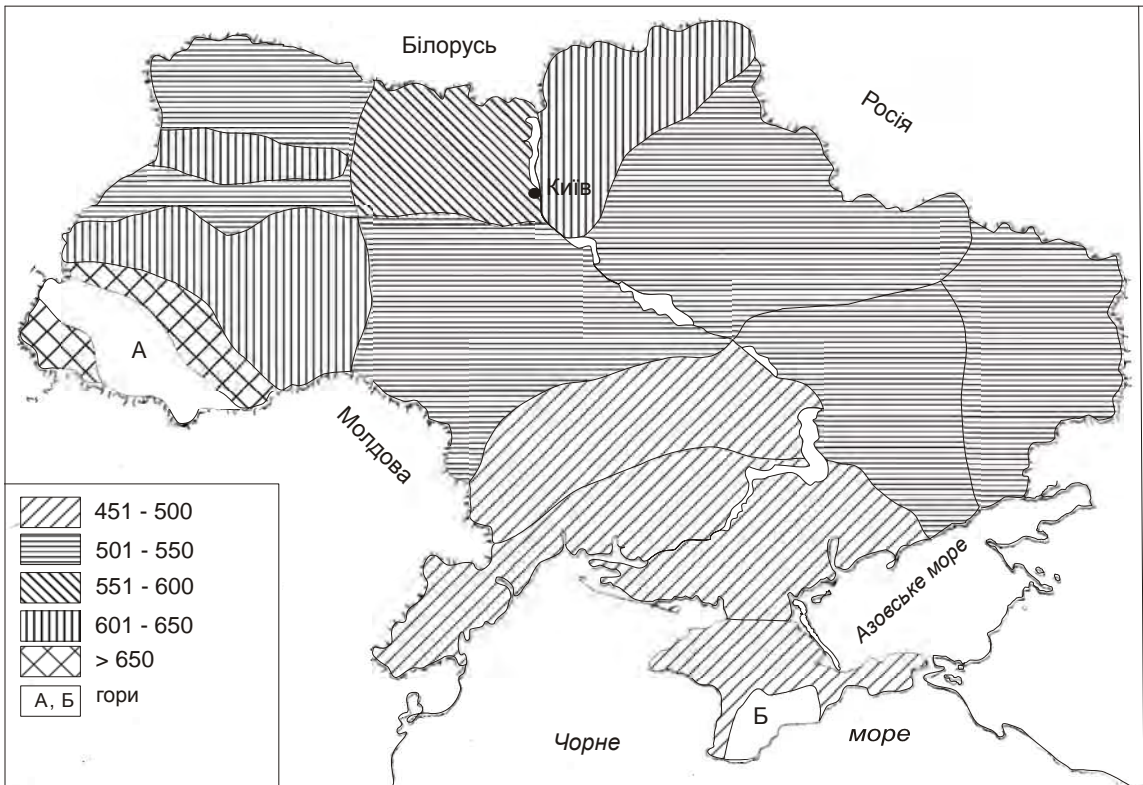 Білорусь
Росія
Київ
А
Молдова
451 - 500
501 - 550
551 - 600
601 - 650
> 650
А, Б гори
Азовське море
Б
Чорне море